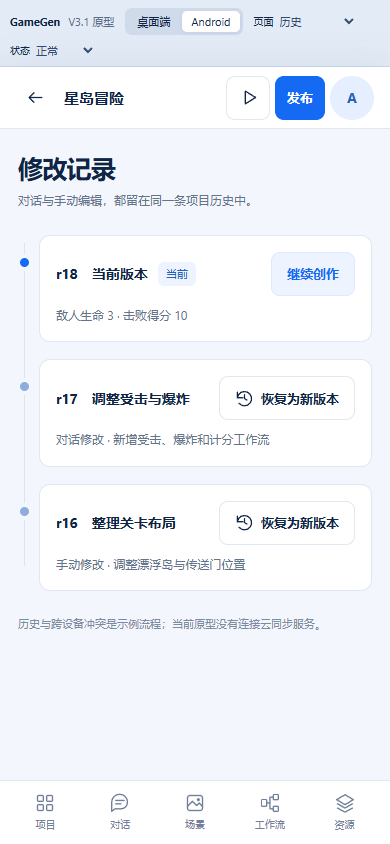 GameGen V3.1 原型 桌面端 Android 页面 历史
状态 正常
星岛冒险 发布 A
修改记录
对话与手动编辑，都留在同一条项目历史中。
r18 当前版本 当前 继续创作
敌人生命 3 · 击败得分 10
r17 调整受击与爆炸 恢复为新版本
对话修改 · 新增受击、爆炸和计分工作流
r16 整理关卡布局 恢复为新版本
手动修改 · 调整漂浮岛与传送门位置
历史与跨设备冲突是示例流程；当前原型没有连接云同步服务。
项目 对话 场景 工作流 资源